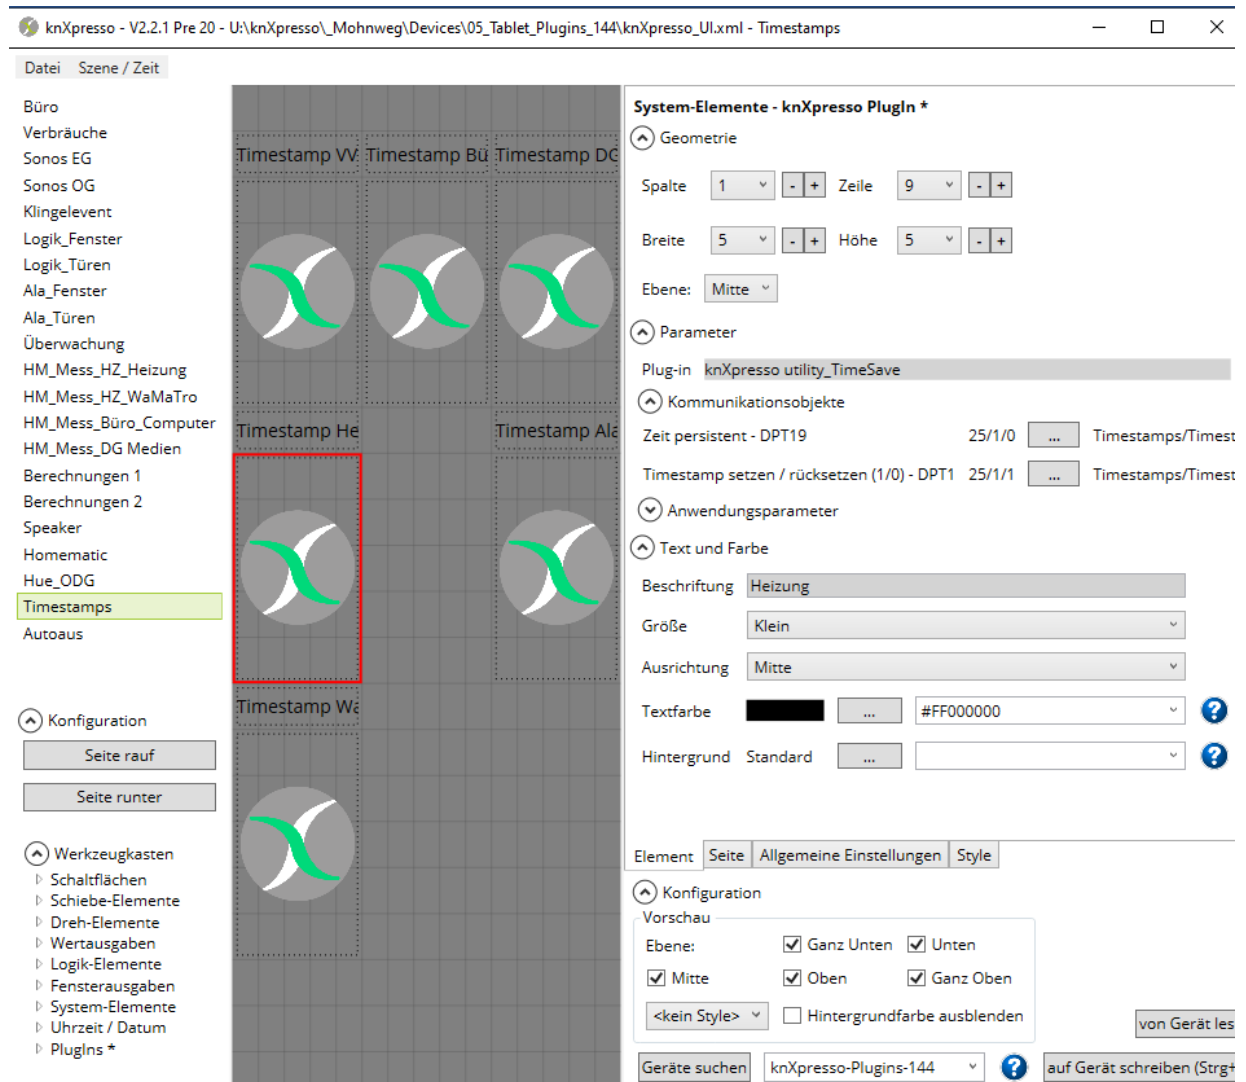 knXpresso - V2.2.1 Pre 20 - U:\knXpresso\_Mohnweg\Devices\05_Tablet_Plugins_144\knXpresso_UI.xml - Timestamps
Datei Szene / Zeit
Büro
Verbräuche
Sonos EG
Sonos OG
Klingelevent
Logik_Fenster
Logik_Türen
Ala_Fenster
Ala_Türen
Überwachung
HM_Mess_HZ_Heizung
HM_Mess_HZ_WaMaTro
HM_Mess_Büro_Computer
HM_Mess_DG Medien
Berechnungen 1
Berechnungen 2
Speaker
Homematic
Hue_ODG
Timestamps
Autoaus
Konfiguration
Seite rauf
Seite runter
Werkzeugkasten
Schaltflächen
Schiebe-Elemente
Dreh-Elemente
Wertausgaben
Logik-Elemente
Fensterausgaben
System-Elemente
Uhrzeit / Datum
PlugIns *
Timestamp VV Timestamp Bü Timestamp DG
Timestamp He Timestamp Ala
Timestamp Wa
System-Elemente - knXpresso PlugIn *
Geometrie
Spalte 1 - + Zeile 9 - +
Breite 5 - + Höhe 5 - +
Ebene: Mitte
Parameter
Plug-in knXpresso utility_TimeSave
Kommunikationsobjekte
Zeit persistent - DPT19 25/1/0 ... Timestamps/Timest
Timestamp setzen / rücksetzen (1/0) - DPT1 25/1/1 ... Timestamps/Timest
Anwendungsparameter
Text und Farbe
Beschriftung Heizung
Größe Klein
Ausrichtung Mitte
Textfarbe ... #FF000000 ?
Hintergrund Standard ... ?
Element Seite Allgemeine Einstellungen Style
Konfiguration
Vorschau
Ebene: Ganz Unten Unten
Mitte Oben Ganz Oben
<kein Style> Hintergrundfarbe ausblenden
von Gerät les
Geräte suchen knXpresso-Plugins-144 ? auf Gerät schreiben (Strg+